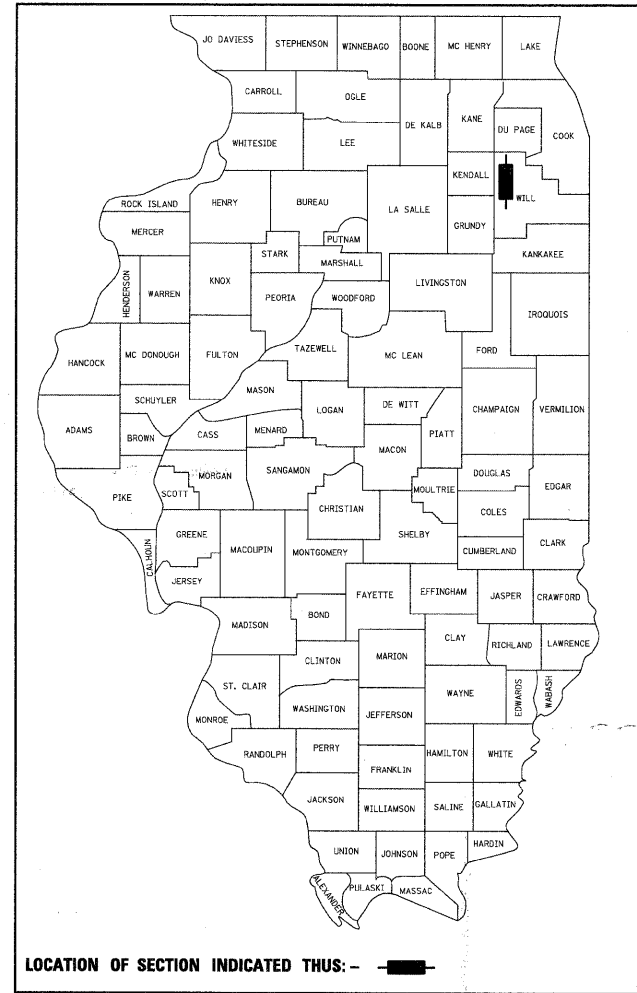 JO DAVIESS STEPHENSON WINNEBAGO BOONE MC HENRY LAKE
CARROLL OGLE DE KALB KANE DU PAGE COOK
WHITESIDE LEE KENDALL WILL
ROCK ISLAND HENRY BUREAU LA SALLE GRUNDY
MERCER PUTNAM KANKAKEE
HENDERSON WARREN KNOX STARK MARSHALL LIVINGSTON
PEORIA WOODFORD IROQUOIS
HANCOCK MC DONOUGH FULTON TAZEWELL MC LEAN FORD
SCHUYLER MASON LOGAN DE WITT CHAMPAIGN VERMILION
ADAMS BROWN CASS MENARD MACON PIATT
PIKE SCOTT MORGAN SANGAMON MOULTRIE DOUGLAS EDGAR
CHRISTIAN COLES
CALHOUN GREENE MACOUPIN MONTGOMERY SHELBY CUMBERLAND CLARK
JERSEY FAYETTE EFFINGHAM JASPER CRAWFORD
MADISON BOND CLAY RICHLAND LAWRENCE
CLINTON MARION
ST. CLAIR WAYNE EDWARDS WABASH
MONROE WASHINGTON JEFFERSON
RANDOLPH PERRY HAMILTON WHITE
FRANKLIN
JACKSON WILLIAMSON SALINE GALLATIN
UNION JOHNSON POPE HARDIN
ALEXANDER PULASKI MASSAC
LOCATION OF SECTION INDICATED THUS: -